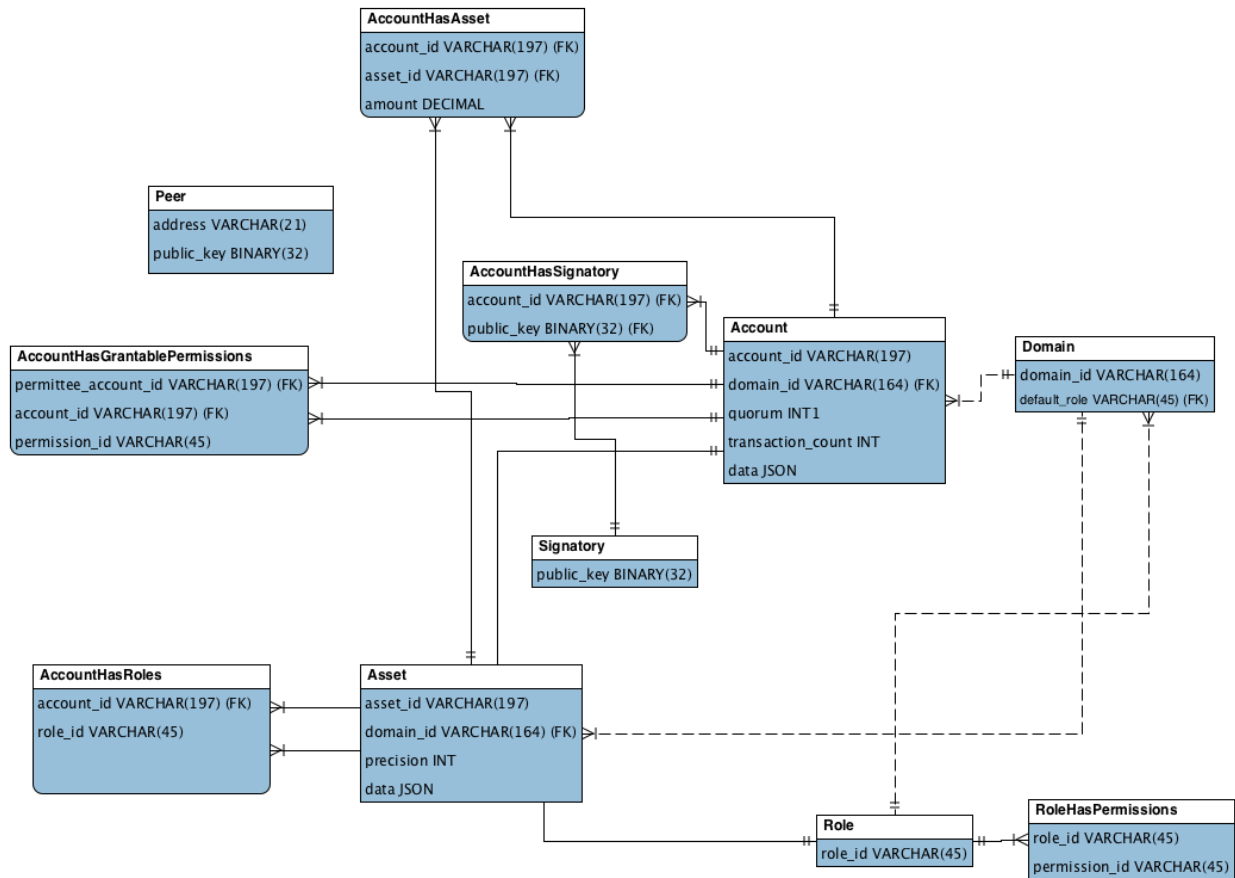 AccountHasAsset
account_id VARCHAR(197) (FK)
asset_id VARCHAR(197) (FK)
amount DECIMAL
Peer
address VARCHAR(21)
public_key BINARY(32)
AccountHasSignatory
account_id VARCHAR(197) (FK)
public_key BINARY(32) (FK)
Account
account_id VARCHAR(197)
domain_id VARCHAR(164) (FK)
quorum INT1
transaction_count INT
data JSON
Domain
domain_id VARCHAR(164)
default_role VARCHAR(45) (FK)
AccountHasGrantablePermissions
permittee_account_id VARCHAR(197) (FK)
account_id VARCHAR(197) (FK)
permission_id VARCHAR(45)
Signatory
public_key BINARY(32)
AccountHasRoles
account_id VARCHAR(197) (FK)
role_id VARCHAR(45)
Asset
asset_id VARCHAR(197)
domain_id VARCHAR(164) (FK)
precision INT
data JSON
Role
role_id VARCHAR(45)
RoleHasPermissions
role_id VARCHAR(45)
permission_id VARCHAR(45)